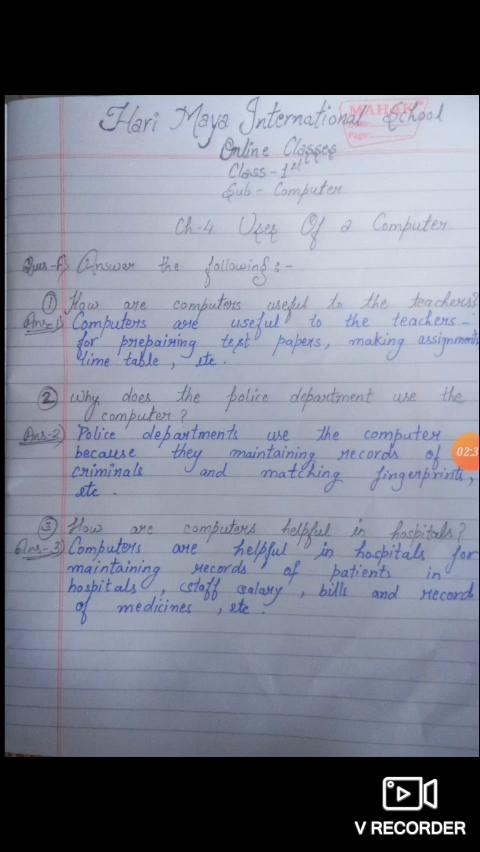 MAHAK
Page:
Hari Maya International School
Online Classes
Class - 1st
Sub - Computer
Ch-4 Uses Of a Computer
Ques-A) Answer the following :-
① How are computers useful to the teachers?
Ans-1) Computers are useful to the teachers -
for prepairing test papers, making assignments
time table, etc.
② why does the police department use the
computer?
Ans-2) Police departments use the computer
because they maintaining records of
criminals and matching fingerprints,
etc.
③ How are computers helpful in hospitals?
Ans-3) Computers are helpful in hospitals for
maintaining records of patients in
hospitals, staff salary, bills and record
of medicines, etc.
02:3
V RECORDER